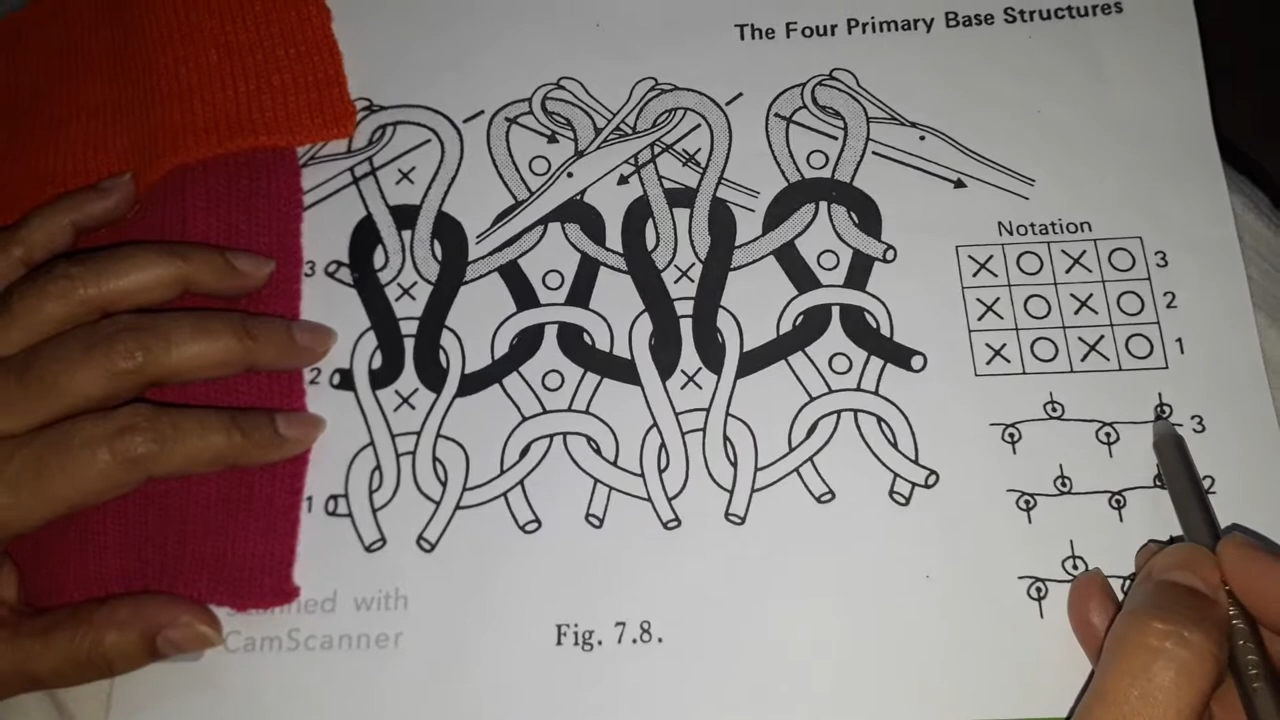 The Four Primary Base Structures
Notation
X O X O 3
X O X O 2
X O X O 1
3
2
1
3
2
Scanned with
CamScanner
Fig. 7.8.